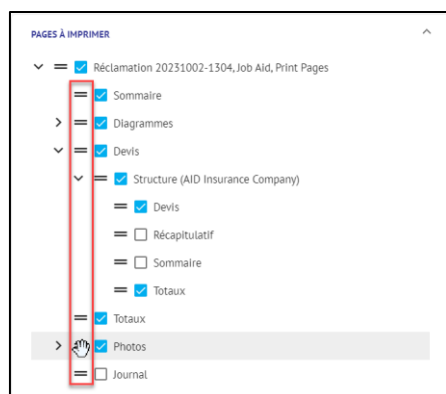 PAGES À IMPRIMER
Réclamation 20231002-1304, Job Aid, Print Pages
Sommaire
Diagrammes
Devis
Structure (AID Insurance Company)
Devis
Récapitulatif
Sommaire
Totaux
Totaux
Photos
Journal